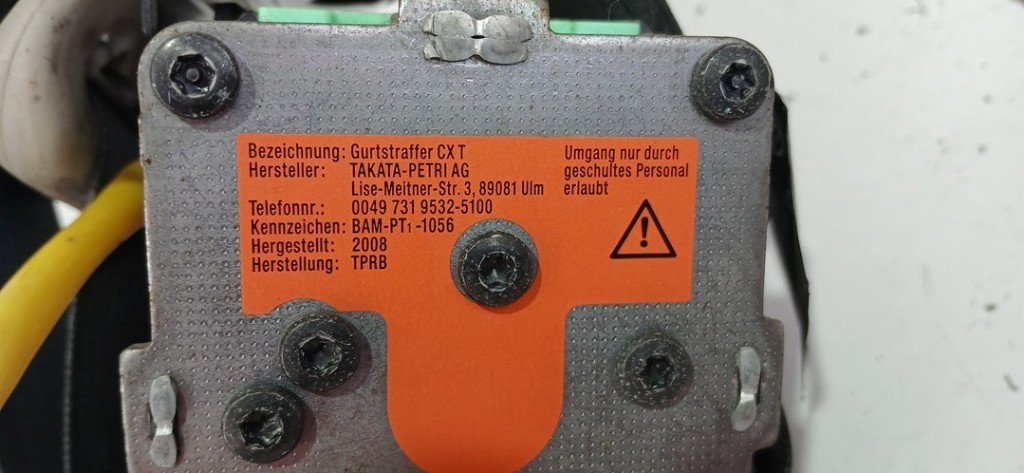 Bezeichnung: Gurtstraffer CX T
Hersteller: TAKATA-PETRI AG
Lise-Meitner-Str. 3, 89081 Ulm
Telefonnr.: 0049 731 9532-5100
Kennzeichen: BAM-PT1-1056
Hergestellt: 2008
Herstellung: TPRB
Umgang nur durch
geschultes Personal
erlaubt